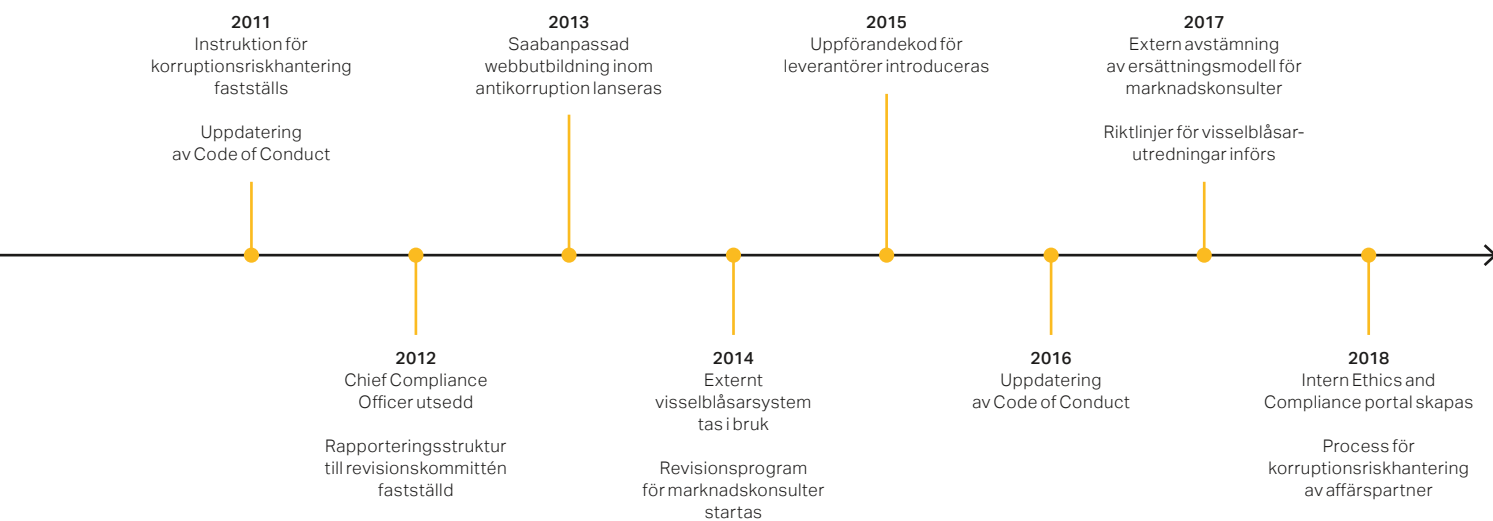 2011
Instruktion för
korruptionsriskhantering
fastställs
Uppdatering
av Code of Conduct
2012
Chief Compliance
Officer utsedd
Rapporteringsstruktur
till revisionskommittén
fastställd
2013
Saabanpassad
webbutbildning inom
antikorruption lanseras
2014
Externt
visselblåsarsystem
tas i bruk
Revisionsprogram
för marknadskonsulter
startas
2015
Uppförandekod för
leverantörer introduceras
2016
Uppdatering
av Code of Conduct
2017
Extern avstämning
av ersättningsmodell för
marknadskonsulter
Riktlinjer för visselblåsar-
utredningar införs
2018
Intern Ethics and
Compliance portal skapas
Process för
korruptionsriskhantering
av affärspartner